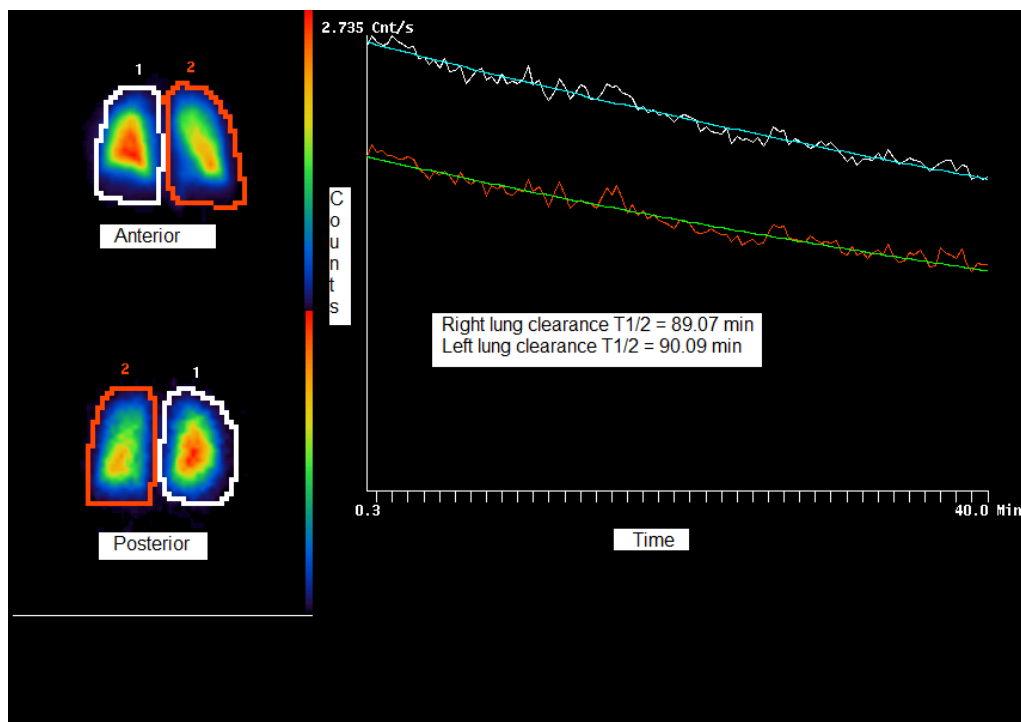 2.735 Cnt/s
1
2
Anterior
Counts
Right lung clearance T1/2 = 89.07 min
Left lung clearance T1/2 = 90.09 min
2
1
Posterior
0.3
40.0 Min
Time